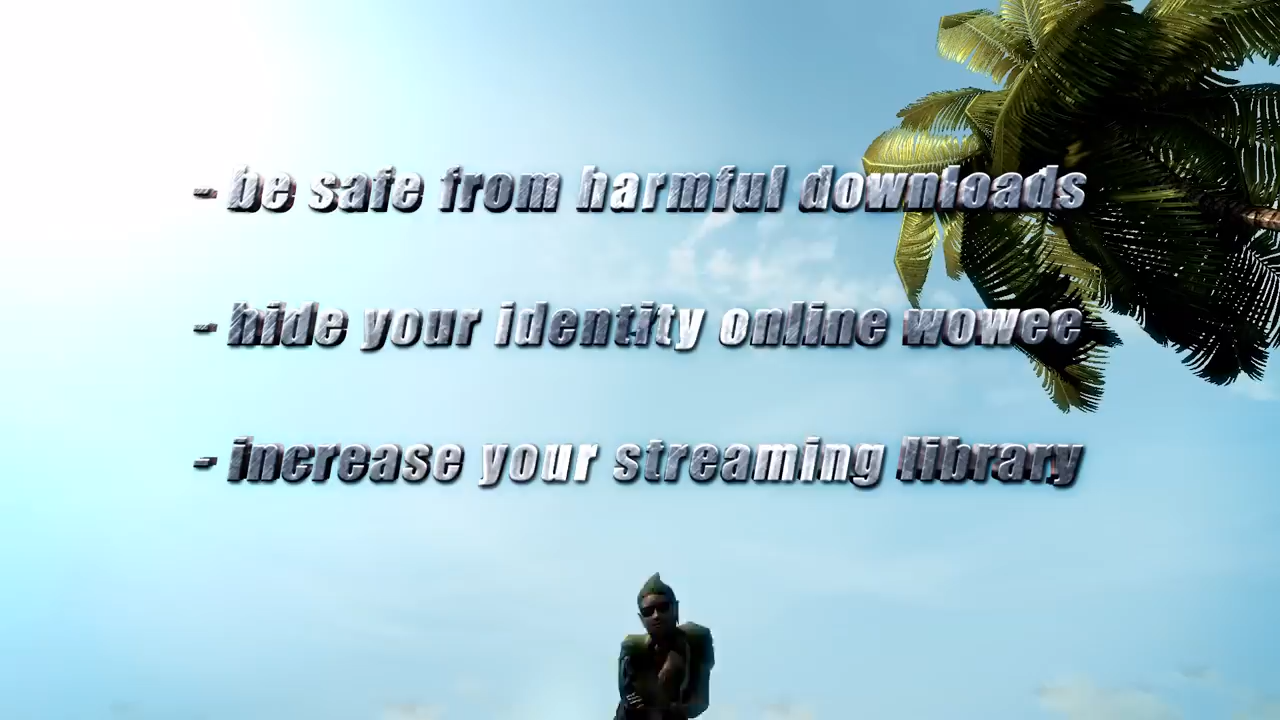 - be safe from harmful downloads
- hide your identity online wowee
- increase your streaming library